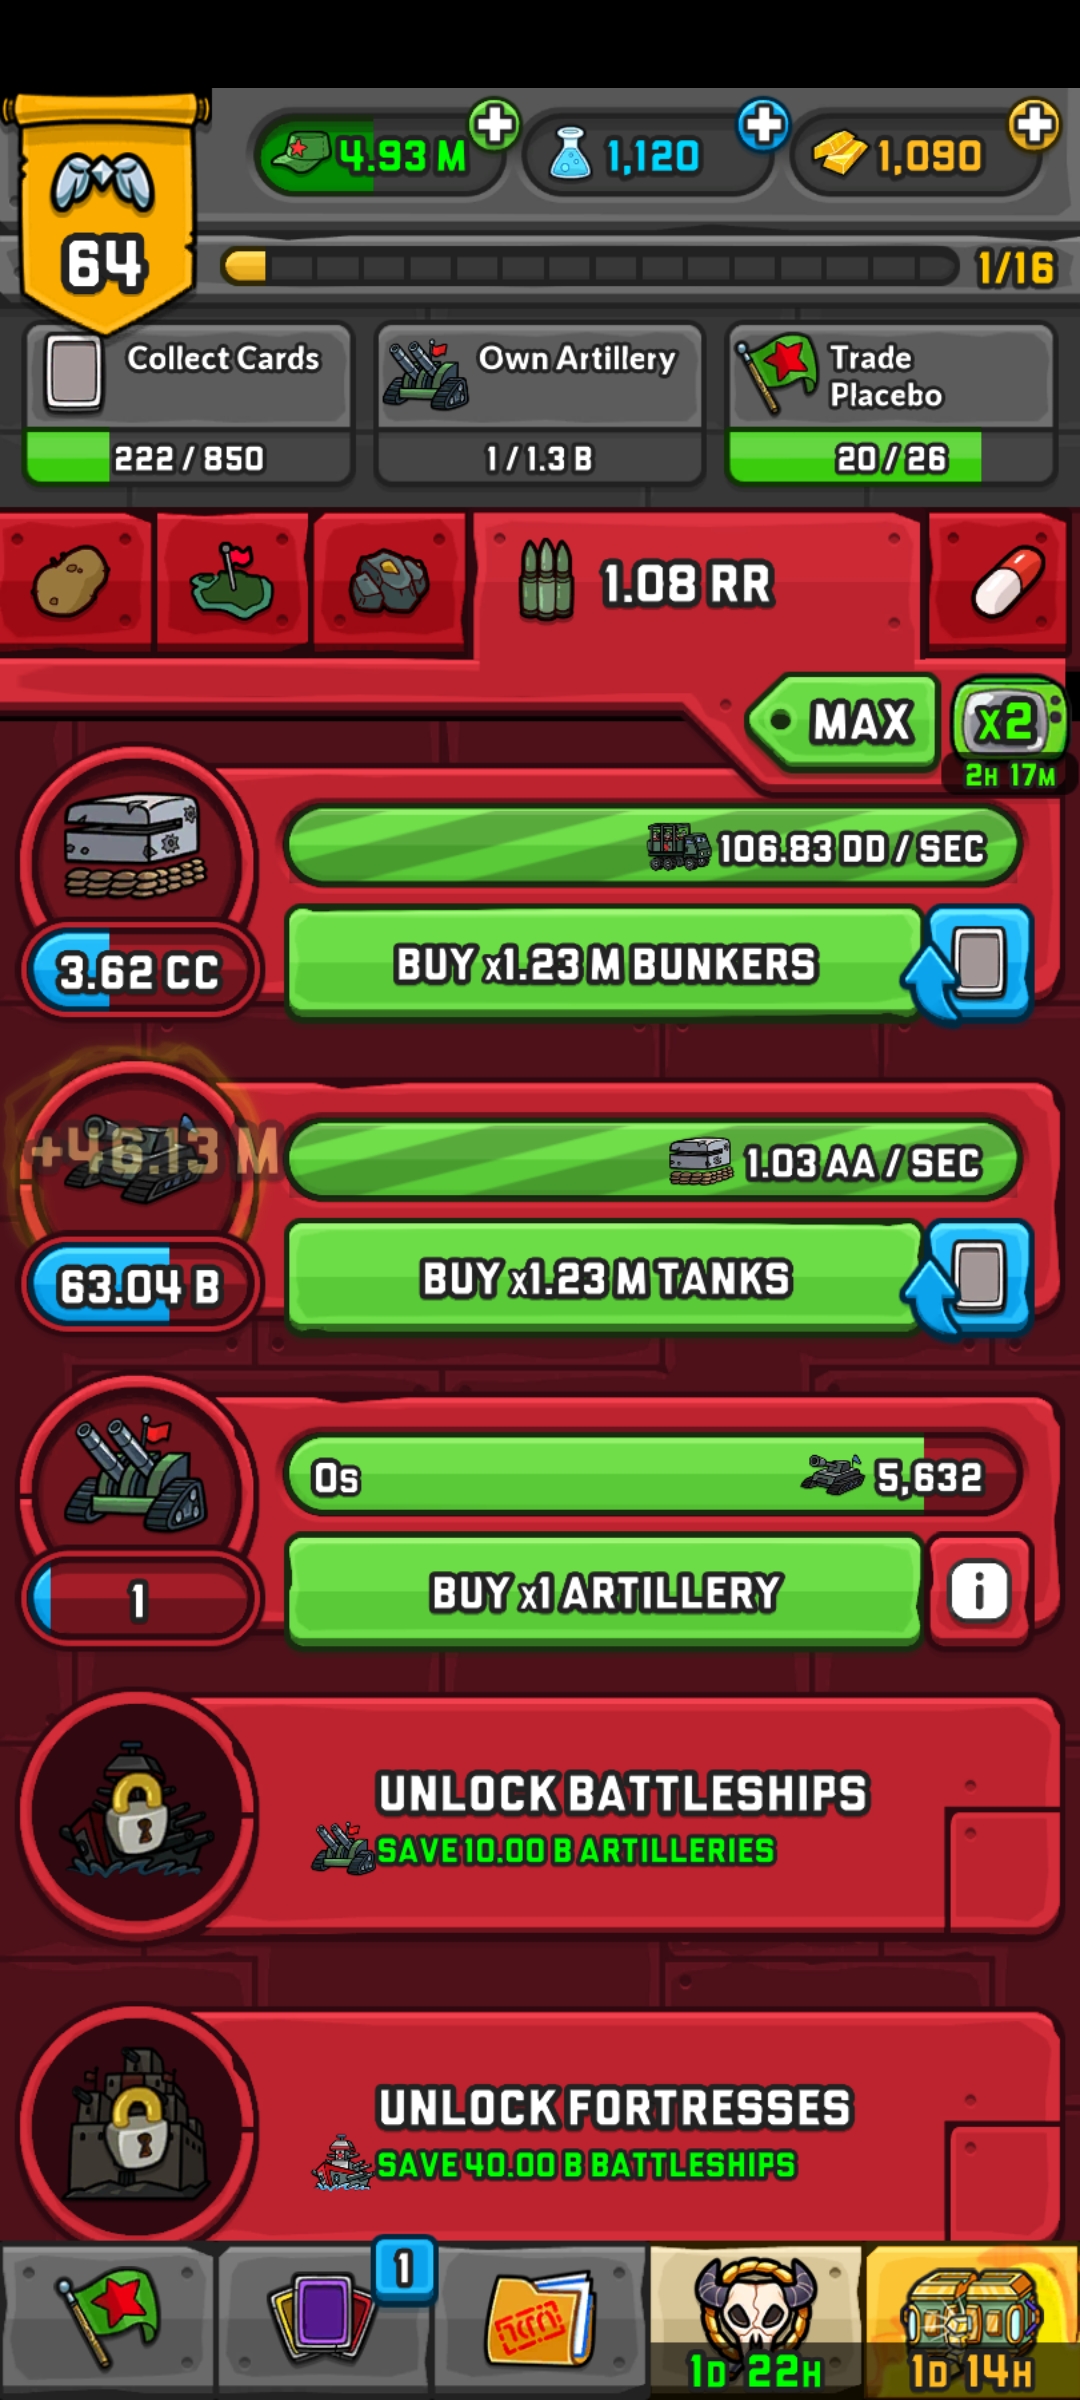 4.93 M
1,120
1,090
64
1/16
Collect Cards
222 / 850
Own Artillery
1 / 1.3 B
Trade
Placebo
20 / 26
1.08 RR
MAX
x2
2H 17M
106.83 DD / SEC
3.62 CC
BUY x1.23 M BUNKERS
+46.13 M
1.03 AA / SEC
63.04 B
BUY x1.23 M TANKS
0s
5,632
1
BUY x1 ARTILLERY
i
UNLOCK BATTLESHIPS
SAVE 10.00 B ARTILLERIES
UNLOCK FORTRESSES
SAVE 40.00 B BATTLESHIPS
1
1D 22H
1D 14H